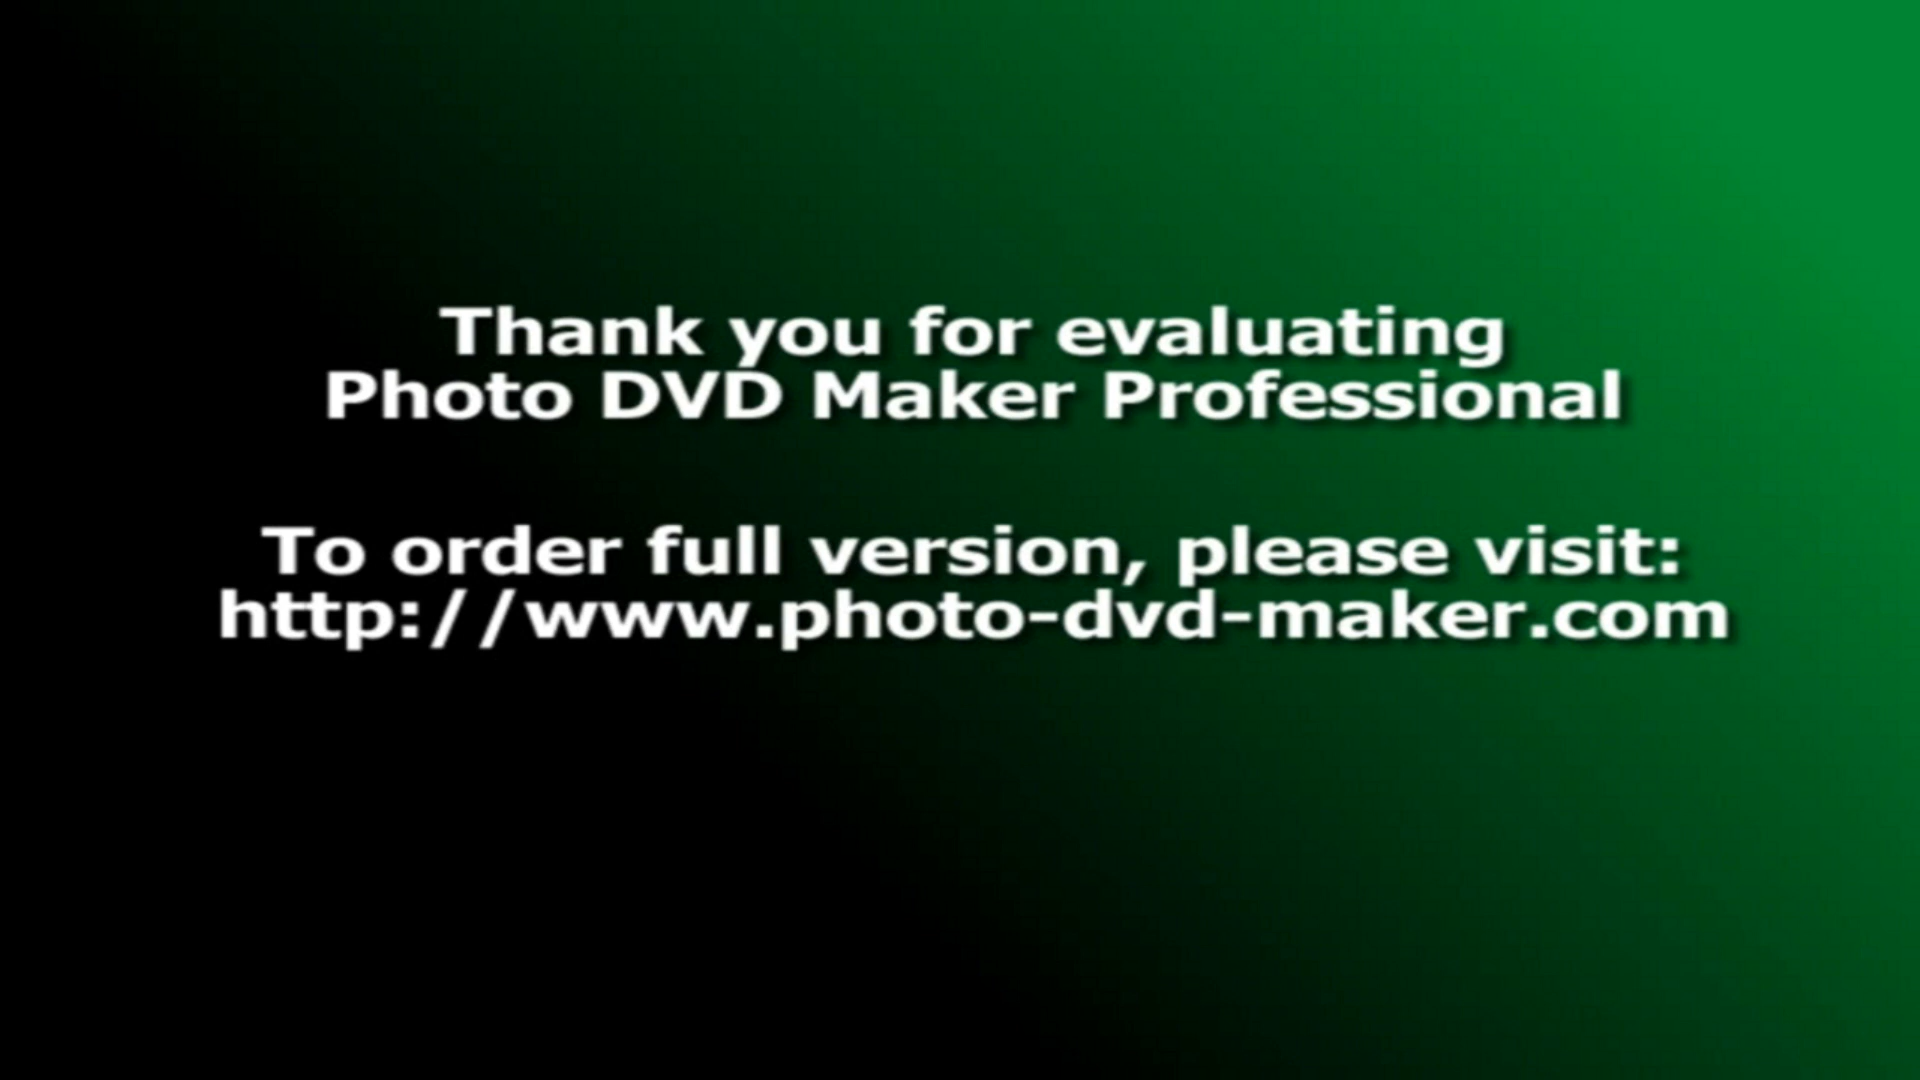 Thank you for evaluating
Photo DVD Maker Professional
To order full version, please visit:
http://www.photo-dvd-maker.com